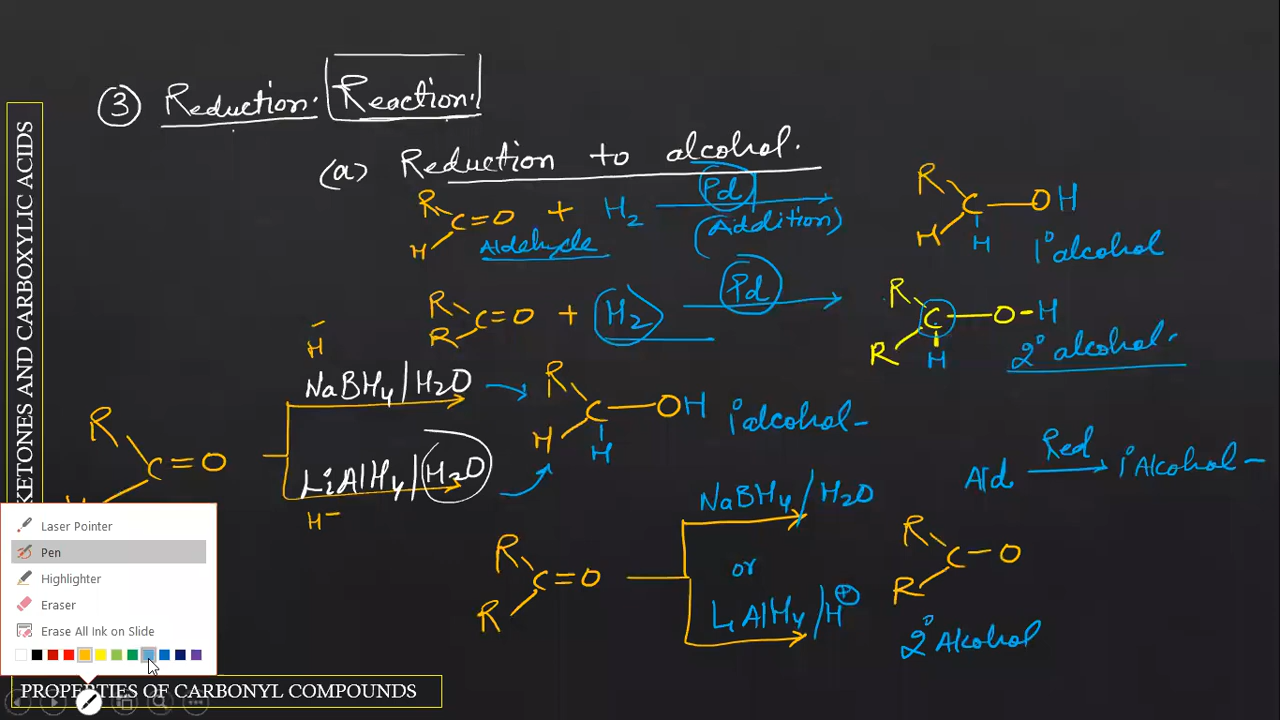 ③ Reduction Reaction.
(a) Reduction to alcohol.
R
H
C=O + H2
Aldehyde
Pd
(Addition)
R
H
C—OH
H
1° alcohol
R
R
C=O + H2
Pd
R
R
C—O-H
H
2° alcohol.
H-
NaBH4/H2O
R
H
C—OH
H
1° alcohol-
R
C=O
LiAlH4/H2O
H-
Ald Red 1° Alcohol-
R
R
C=O
NaBH4/H2O
or
LiAlH4/H+
R
R
C-O
2° Alcohol
KETONES AND CARBOXYLIC ACIDS
Laser Pointer
Pen
Highlighter
Eraser
Erase All Ink on Slide
PROPERTIES OF CARBONYL COMPOUNDS